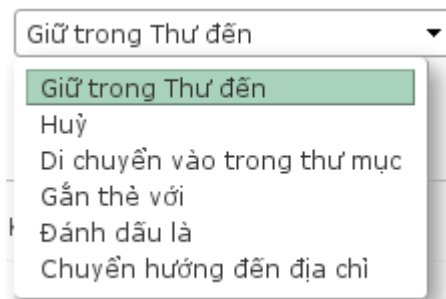 Giữ trong Thư đến
Giữ trong Thư đến
Huỷ
Di chuyển vào trong thư mục
Gắn thẻ với
Đánh dấu là
Chuyển hướng đến địa chỉ